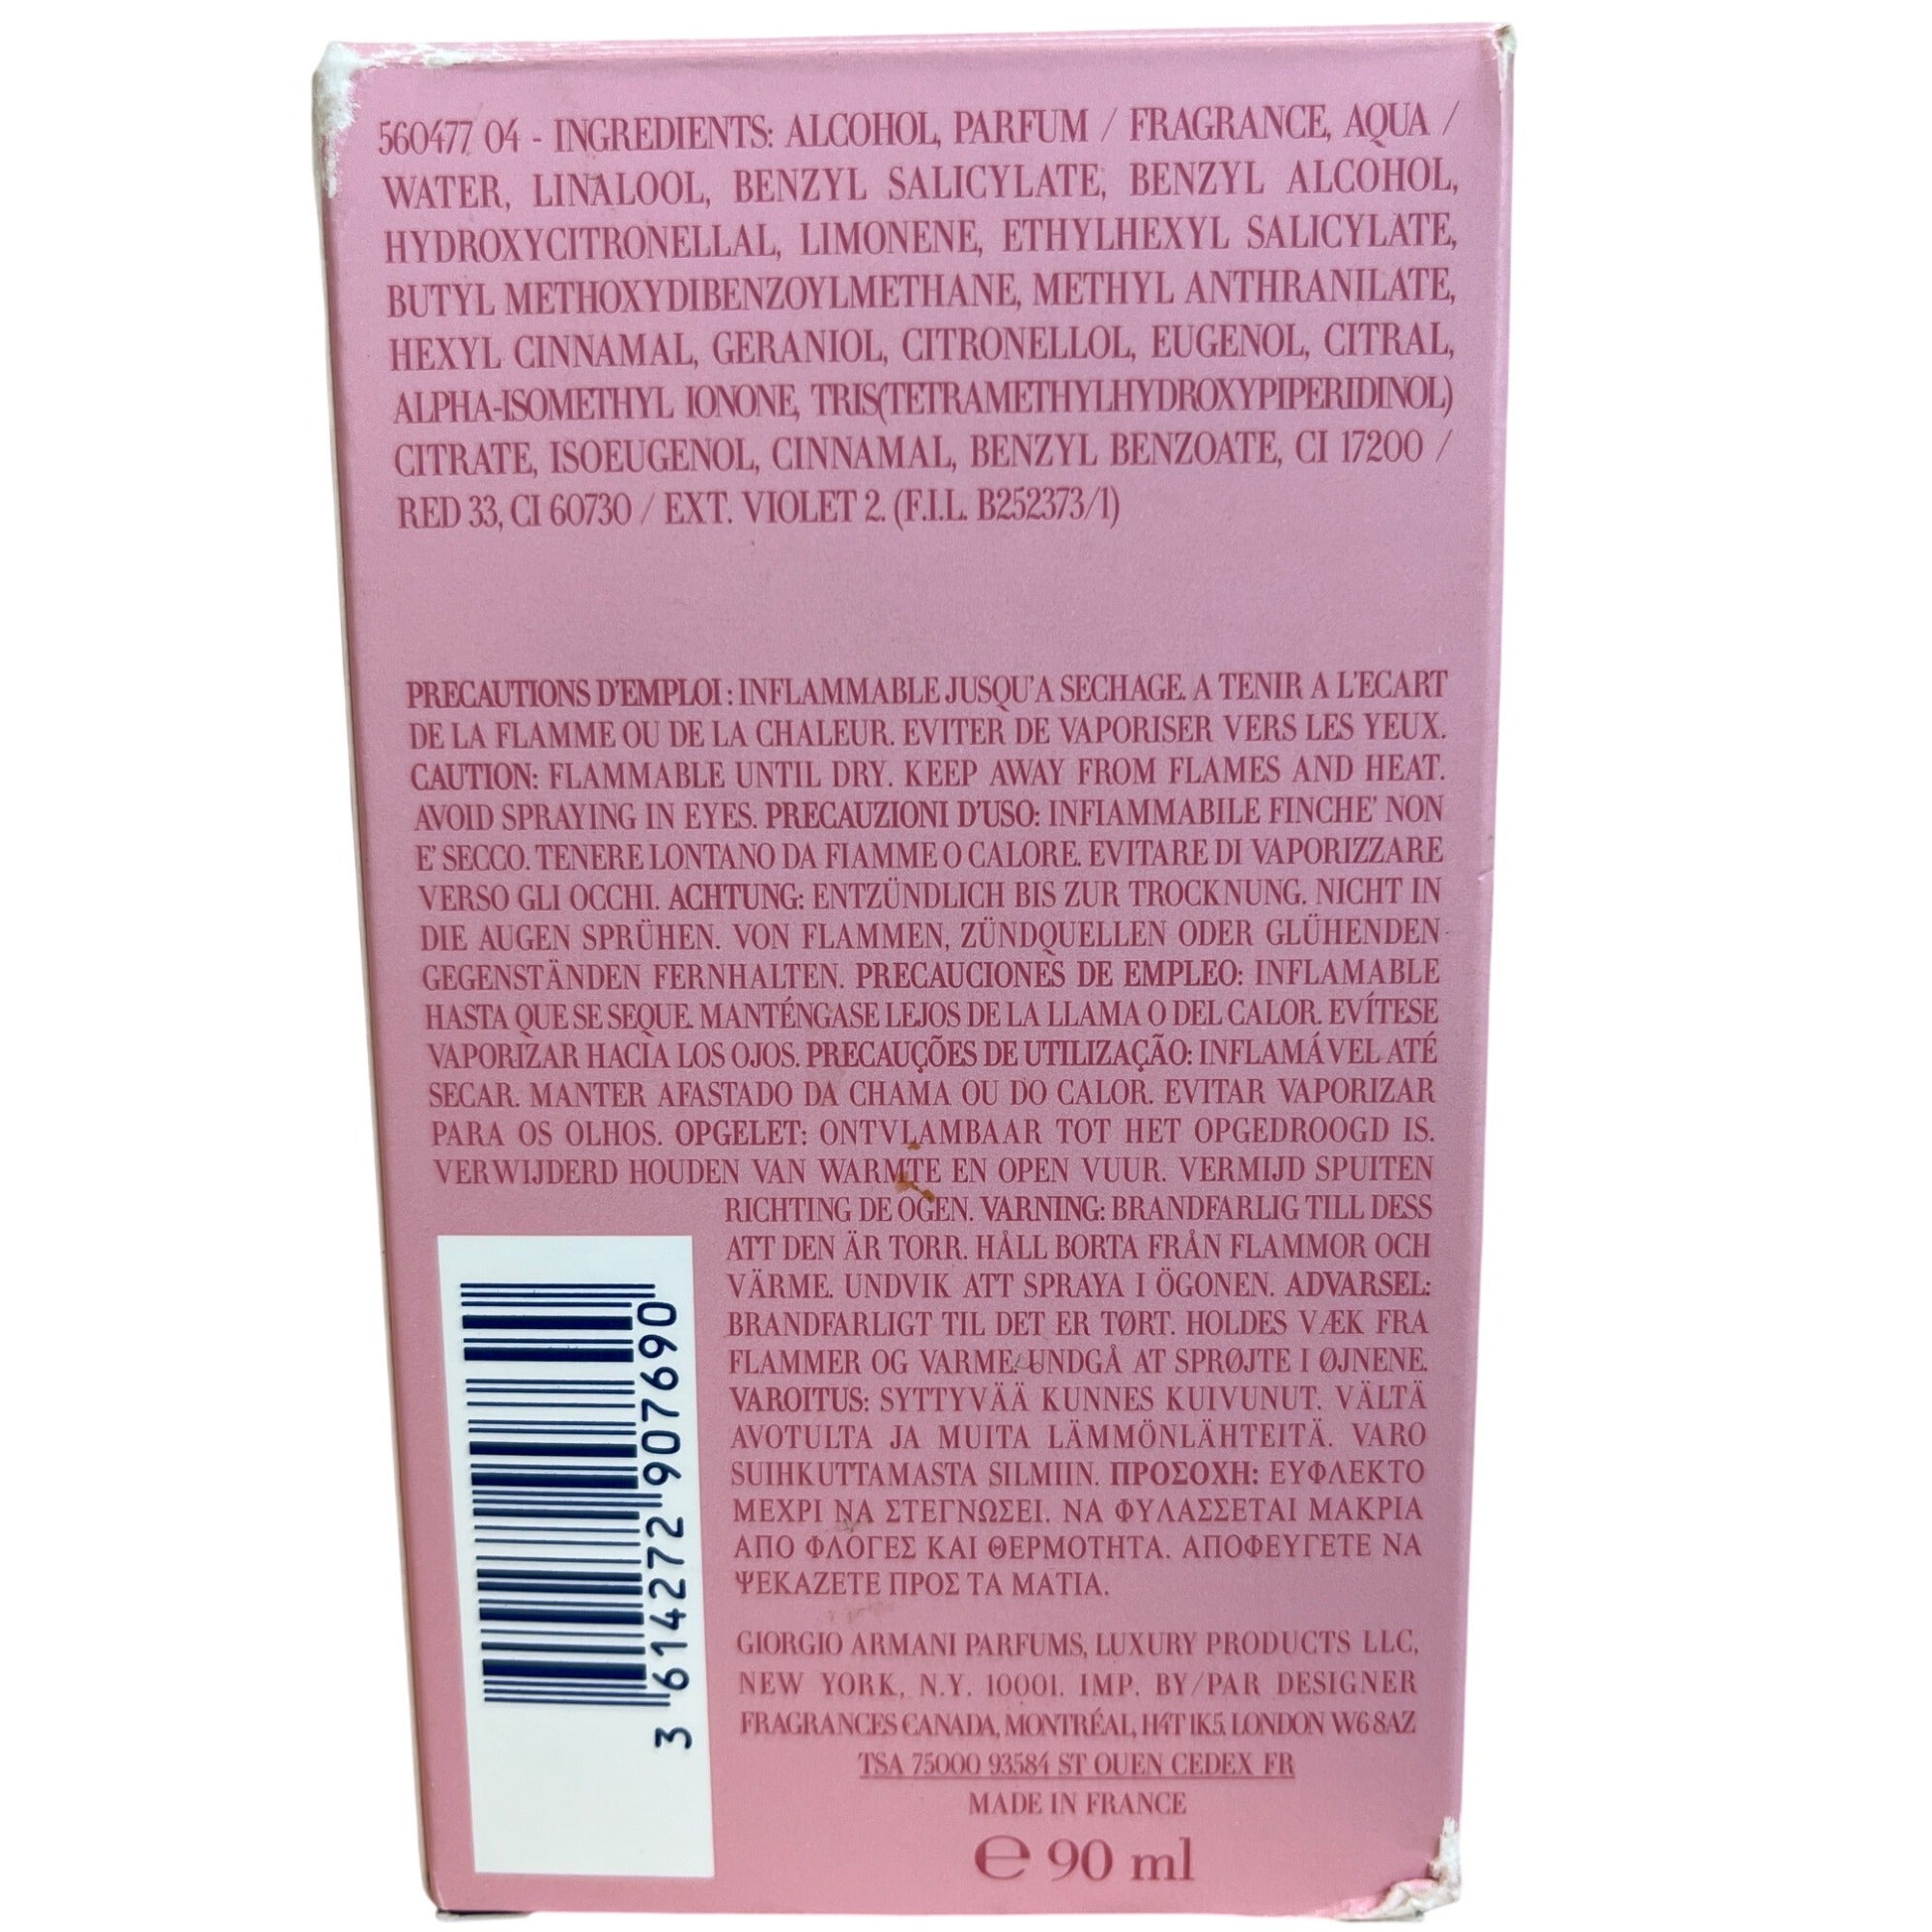 560477 04 - INGREDIENTS: ALCOHOL, PARFUM / FRAGRANCE, AQUA /
WATER, LINALOOL, BENZYL SALICYLATE, BENZYL ALCOHOL,
HYDROXYCITRONELLAL, LIMONENE, ETHYLHEXYL SALICYLATE,
BUTYL METHOXYDIBENZOYLMETHANE, METHYL ANTHRANILATE,
HEXYL CINNAMAL, GERANIOL, CITRONELLOL, EUGENOL, CITRAL,
ALPHA-ISOMETHYL IONONE, TRIS(TETRAMETHYLHYDROXYPIPERIDINOL)
CITRATE, ISOEUGENOL, CINNAMAL, BENZYL BENZOATE, CI 17200 /
RED 33, CI 60730 / EXT. VIOLET 2. (F.I.L. B252373/1)
PRECAUTIONS D'EMPLOI : INFLAMMABLE JUSQU'A SECHAGE. A TENIR A L'ECART
DE LA FLAMME OU DE LA CHALEUR. EVITER DE VAPORISER VERS LES YEUX.
CAUTION: FLAMMABLE UNTIL DRY. KEEP AWAY FROM FLAMES AND HEAT.
AVOID SPRAYING IN EYES. PRECAUZIONI D'USO: INFIAMMABILE FINCHE' NON
E' SECCO. TENERE LONTANO DA FIAMME O CALORE. EVITARE DI VAPORIZZARE
VERSO GLI OCCHI. ACHTUNG: ENTZÜNDLICH BIS ZUR TROCKNUNG. NICHT IN
DIE AUGEN SPRÜHEN. VON FLAMMEN, ZÜNDQUELLEN ODER GLÜHENDEN
GEGENSTÄNDEN FERNHALTEN. PRECAUCIONES DE EMPLEO: INFLAMABLE
HASTA QUE SE SEQUE. MANTÉNGASE LEJOS DE LA LLAMA O DEL CALOR. EVÍTESE
VAPORIZAR HACIA LOS OJOS. PRECAUÇÕES DE UTILIZAÇÃO: INFLAMÁVEL ATÉ
SECAR. MANTER AFASTADO DA CHAMA OU DO CALOR. EVITAR VAPORIZAR
PARA OS OLHOS. OPGELET: ONTVLAMBAAR TOT HET OPGEDROOGD IS.
VERWIJDERD HOUDEN VAN WARMTE EN OPEN VUUR. VERMIJD SPUITEN
RICHTING DE OGEN. VARNING: BRANDFARLIG TILL DESS
ATT DEN ÄR TORR. HÅLL BORTA FRÅN FLAMMOR OCH
VÄRME. UNDVIK ATT SPRAYA I ÖGONEN. ADVARSEL:
BRANDFARLIGT TIL DET ER TØRT. HOLDES VÆK FRA
FLAMMER OG VARME. UNDGÅ AT SPRØJTE I ØJNENE.
VAROITUS: SYTTYVÄÄ KUNNES KUIVUNUT. VÄLTÄ
AVOTULTA JA MUITA LÄMMÖNLÄHTEITÄ. VARO
SUIHKUTTAMASTA SILMIIN. ΠΡΟΣΟΧΗ: ΕΥΦΛΕΚΤΟ
ΜΕΧΡΙ ΝΑ ΣΤΕΓΝΩΣΕΙ. ΝΑ ΦΥΛΑΣΣΕΤΑΙ ΜΑΚΡΙΑ
ΑΠΟ ΦΛΟΓΕΣ ΚΑΙ ΘΕΡΜΟΤΗΤΑ. ΑΠΟΦΕΥΓΕΤΕ ΝΑ
ΨΕΚΑΖΕΤΕ ΠΡΟΣ ΤΑ ΜΑΤΙΑ.
GIORGIO ARMANI PARFUMS, LUXURY PRODUCTS LLC,
NEW YORK, N.Y. 10001. IMP. BY/PAR DESIGNER
FRAGRANCES CANADA, MONTRÉAL, H4T 1K5. LONDON W6 8AZ
TSA 75000 93584 ST OUEN CEDEX FR
MADE IN FRANCE
℮ 90 ml
3 614272 907690